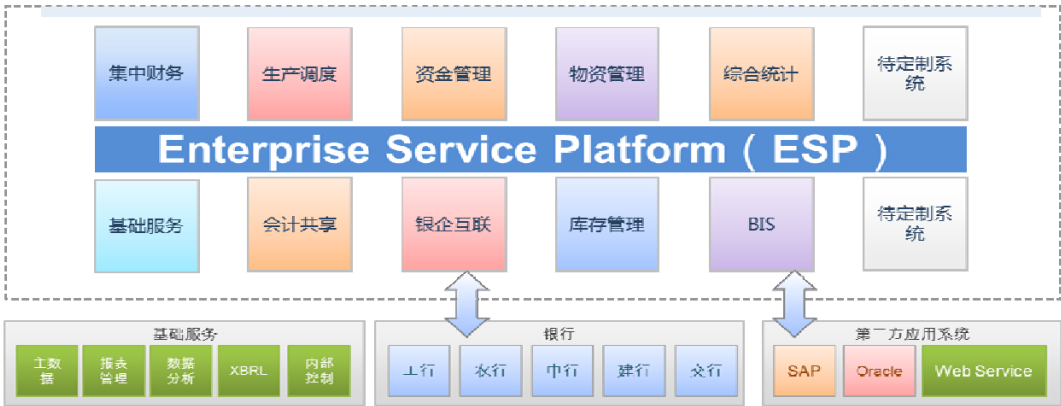 集中财务
生产调度
资金管理
物资管理
综合统计
待定制系
统
Enterprise Service Platform（ESP）
基础服务
会计共享
银企互联
库存管理
BIS
待定制系
统
基础服务
主数
据
报表
管理
数据
分析
XBRL
内部
控制
银行
工行
农行
中行
建行
交行
第三方应用系统
SAP
Oracle
Web Service